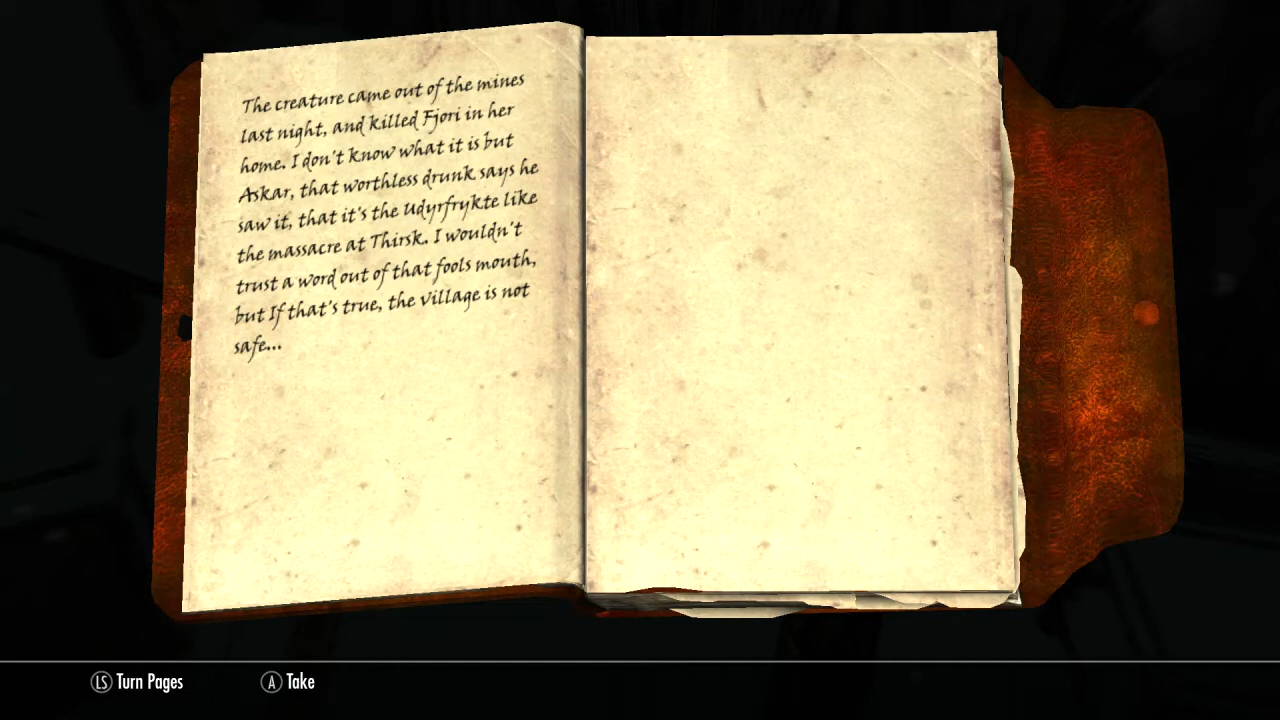 The creature came out of the mines
last night, and killed Fjori in her
home. I don't know what it is but
Askar, that worthless drunk says he
saw it, that it's the Udyrfrykte like
the massacre at Thirsk. I wouldn't
trust a word out of that fools mouth,
but If that's true, the village is not
safe...
LS Turn Pages
A Take